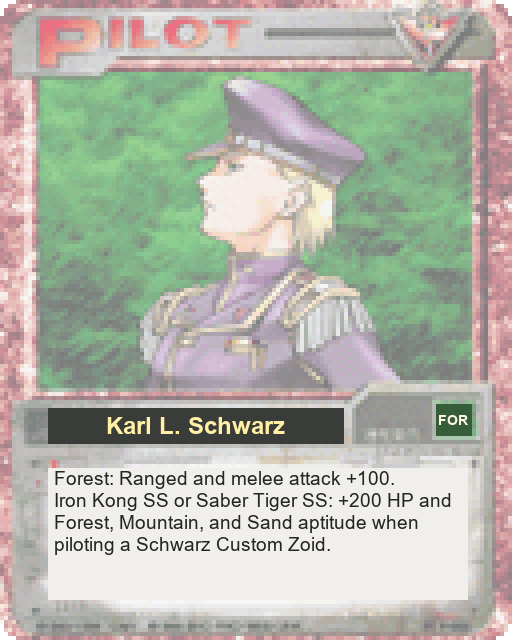 PILOT
Karl L. Schwarz
FOR
Forest: Ranged and melee attack +100.
Iron Kong SS or Saber Tiger SS: +200 HP and
Forest, Mountain, and Sand aptitude when
piloting a Schwarz Custom Zoid.